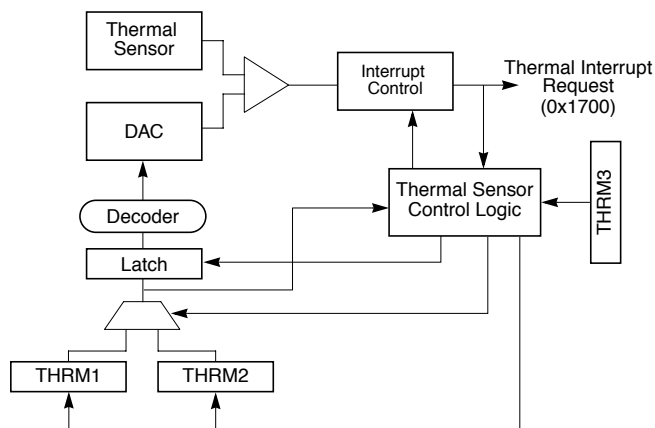 Thermal
Sensor
Interrupt
Control
Thermal Interrupt
Request
(0x1700)
DAC
Thermal Sensor
Control Logic
THRM3
Decoder
Latch
THRM1
THRM2